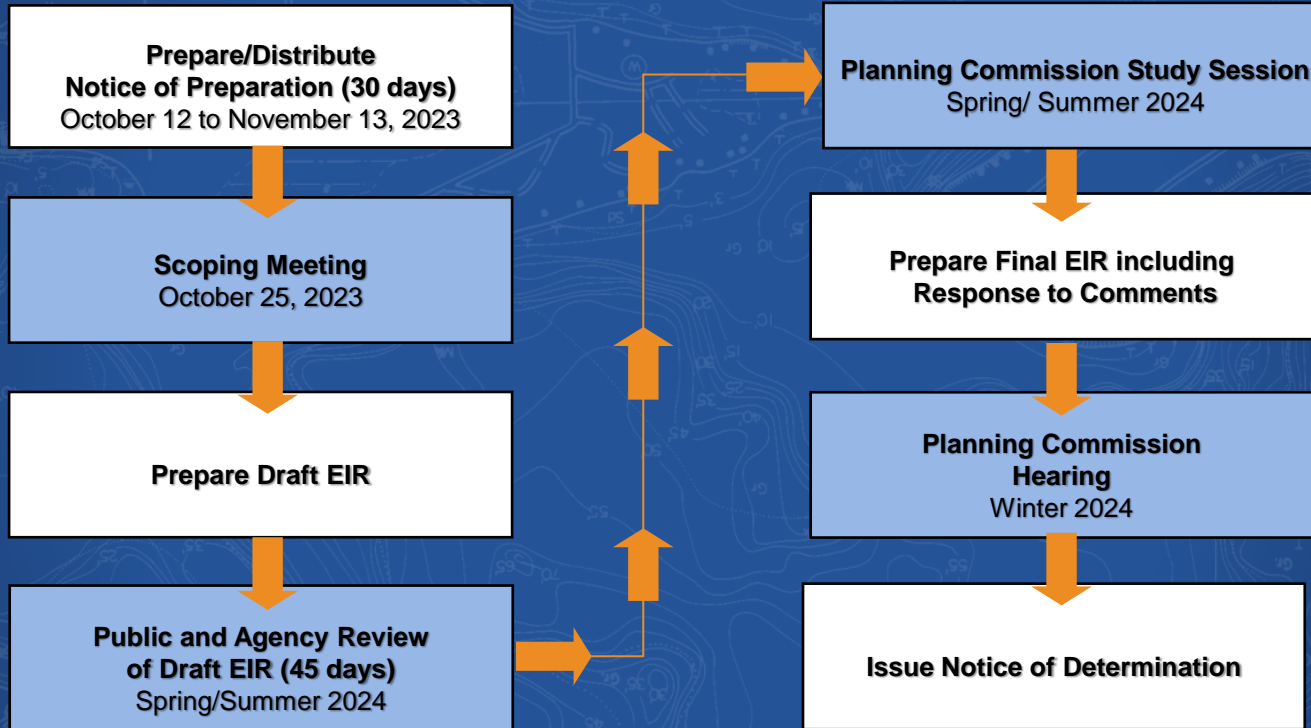 Prepare/Distribute
Notice of Preparation (30 days)
October 12 to November 13, 2023
Scoping Meeting
October 25, 2023
Prepare Draft EIR
Public and Agency Review
of Draft EIR (45 days)
Spring/Summer 2024
Planning Commission Study Session
Spring/ Summer 2024
Prepare Final EIR including
Response to Comments
Planning Commission
Hearing
Winter 2024
Issue Notice of Determination